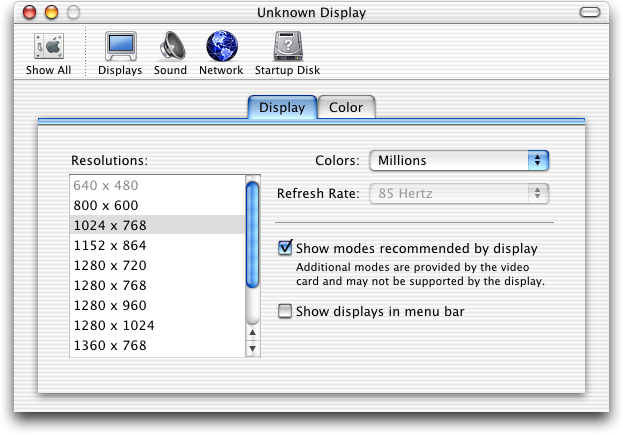 Unknown Display
Show All
Displays
Sound
Network
Startup Disk
Display
Color
Resolutions:
640 x 480
800 x 600
1024 x 768
1152 x 864
1280 x 720
1280 x 768
1280 x 960
1280 x 1024
1360 x 768
Colors:
Millions
Refresh Rate:
85 Hertz
Show modes recommended by display
Additional modes are provided by the video
card and may not be supported by the display.
Show displays in menu bar